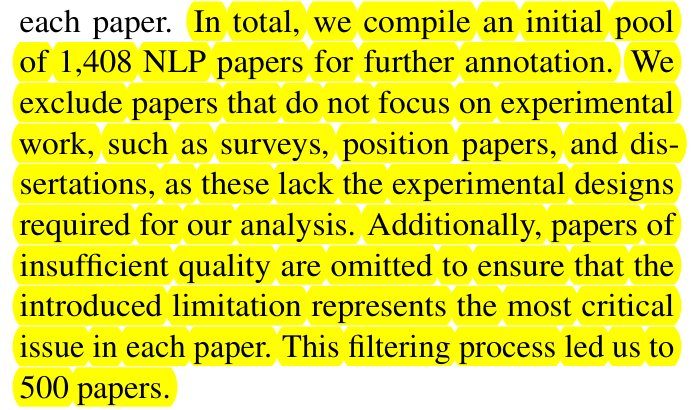 each paper. In total, we compile an initial pool
of 1,408 NLP papers for further annotation. We
exclude papers that do not focus on experimental
work, such as surveys, position papers, and dis-
sertations, as these lack the experimental designs
required for our analysis. Additionally, papers of
insufficient quality are omitted to ensure that the
introduced limitation represents the most critical
issue in each paper. This filtering process led us to
500 papers.